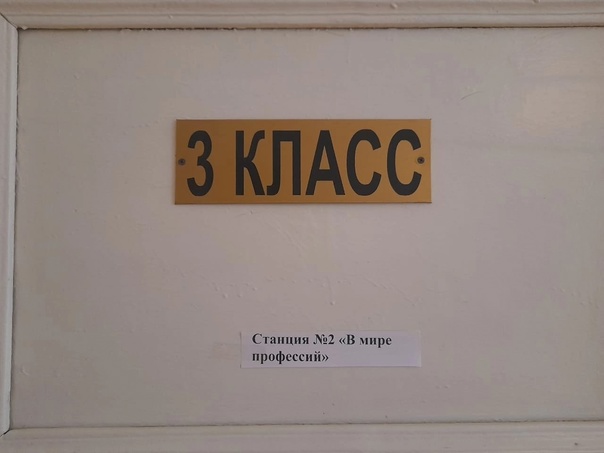 3 КЛАСС
Станция №2 «В мире
профессий»